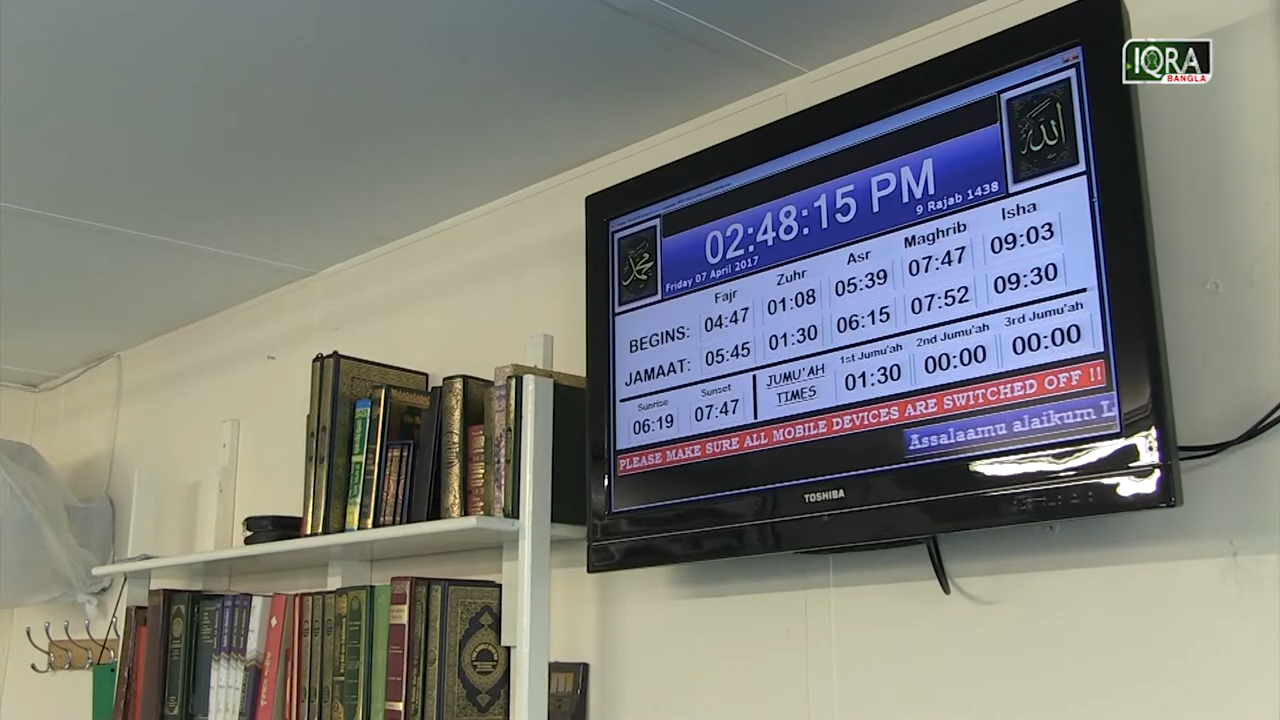 IQRA
BANGLA
الله
محمد
02:48:15 PM
Friday 07 April 2017
9 Rajab 1438
Fajr Zuhr Asr Maghrib Isha
BEGINS: 04:47 01:08 05:39 07:47 09:03
JAMAAT: 05:45 01:30 06:15 07:52 09:30
Sunrise Sunset JUMU'AH TIMES 1st Jumu'ah 2nd Jumu'ah 3rd Jumu'ah
06:19 07:47 01:30 00:00 00:00
PLEASE MAKE SURE ALL MOBILE DEVICES ARE SWITCHED OFF !!
Assalaamu alaikum
TOSHIBA